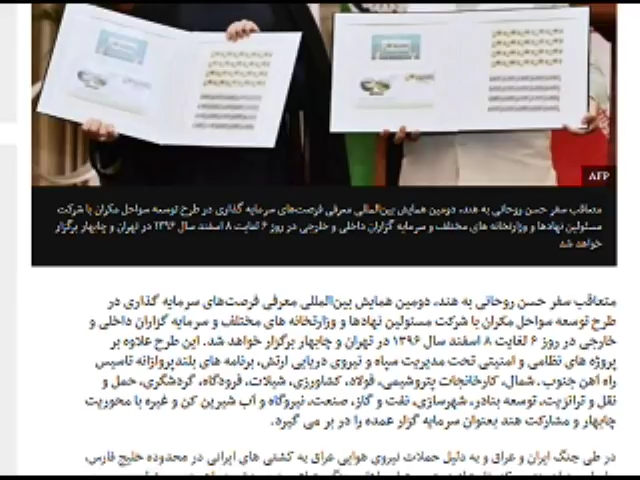 AFP
متعاقب سفر حسن روحانی به هند، دومین همایش بین‌المللی معرفی فرصت‌های سرمایه گذاری در طرح توسعه سواحل مکران با شرکت
مسئولین نهادها و وزارتخانه های مختلف و سرمایه گزاران داخلی و خارجی در روز ۶ لغایت ۸ اسفند سال ۱۳۹۶ در تهران و چابهار برگزار
خواهد شد
متعاقب سفر حسن روحانی به هند، دومین همایش بین‌المللی معرفی فرصت‌های سرمایه گذاری در
طرح توسعه سواحل مکران با شرکت مسئولین نهادها و وزارتخانه های مختلف و سرمایه گزاران داخلی و
خارجی در روز ۶ لغایت ۸ اسفند سال ۱۳۹۶ در تهران و چابهار برگزار خواهد شد. این طرح علاوه بر
پروژه های نظامی و امنیتی تحت مدیریت سپاه و نیروی دریایی ارتش، برنامه های بلندپروازانه تاسیس
راه آهن جنوب ـ شمال، کارخانجات پتروشیمی، فولاد، کشاورزی، شیلات، فرودگاه، گردشگری، حمل و
نقل و ترانزیت، توسعه بنادر، شهرسازی، نفت و گاز، صنعت، نیروگاه و آب شیرین کن و غیره با محوریت
چابهار و مشارکت هند بعنوان سرمایه گزار عمده را در بر می گیرد.
در طی جنگ ایران و عراق و به دلیل حملات نیروی هوایی عراق به کشتی های ایرانی در محدوده خلیج فارس،